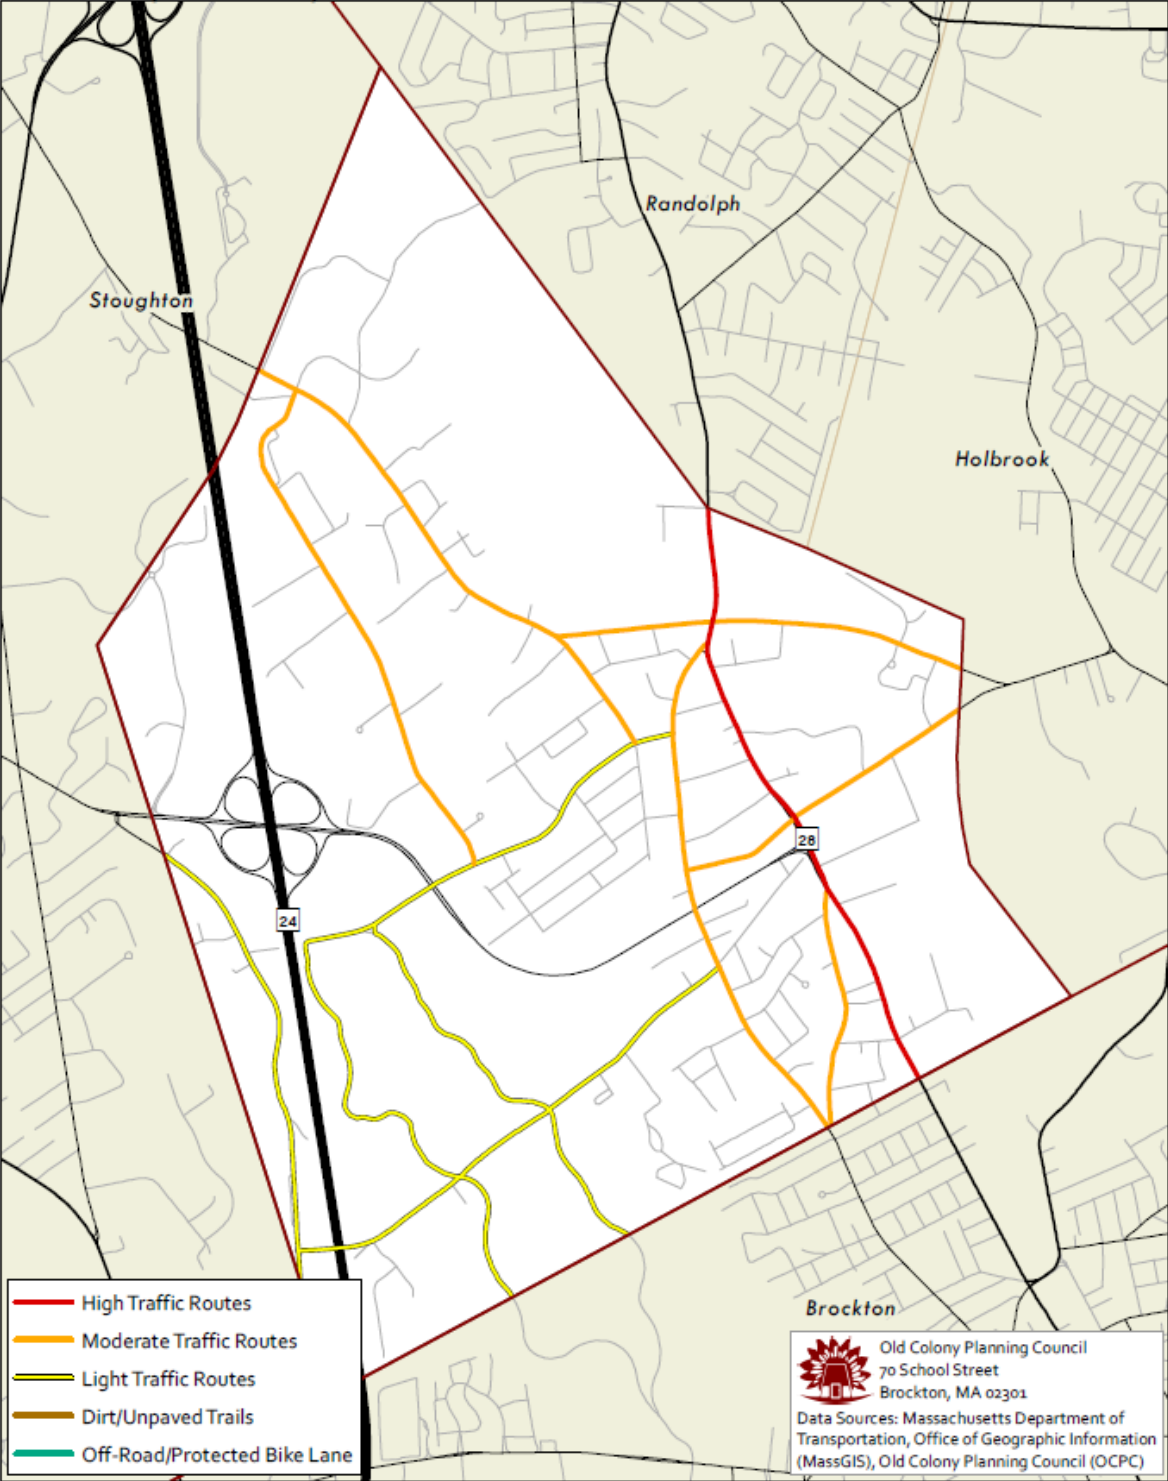 Randolph
Stoughton
Holbrook
28
24
Brockton
High Traffic Routes
Moderate Traffic Routes
Light Traffic Routes
Dirt/Unpaved Trails
Off-Road/Protected Bike Lane
Old Colony Planning Council
70 School Street
Brockton, MA 02301
Data Sources: Massachusetts Department of
Transportation, Office of Geographic Information
(MassGIS), Old Colony Planning Council (OCPC)